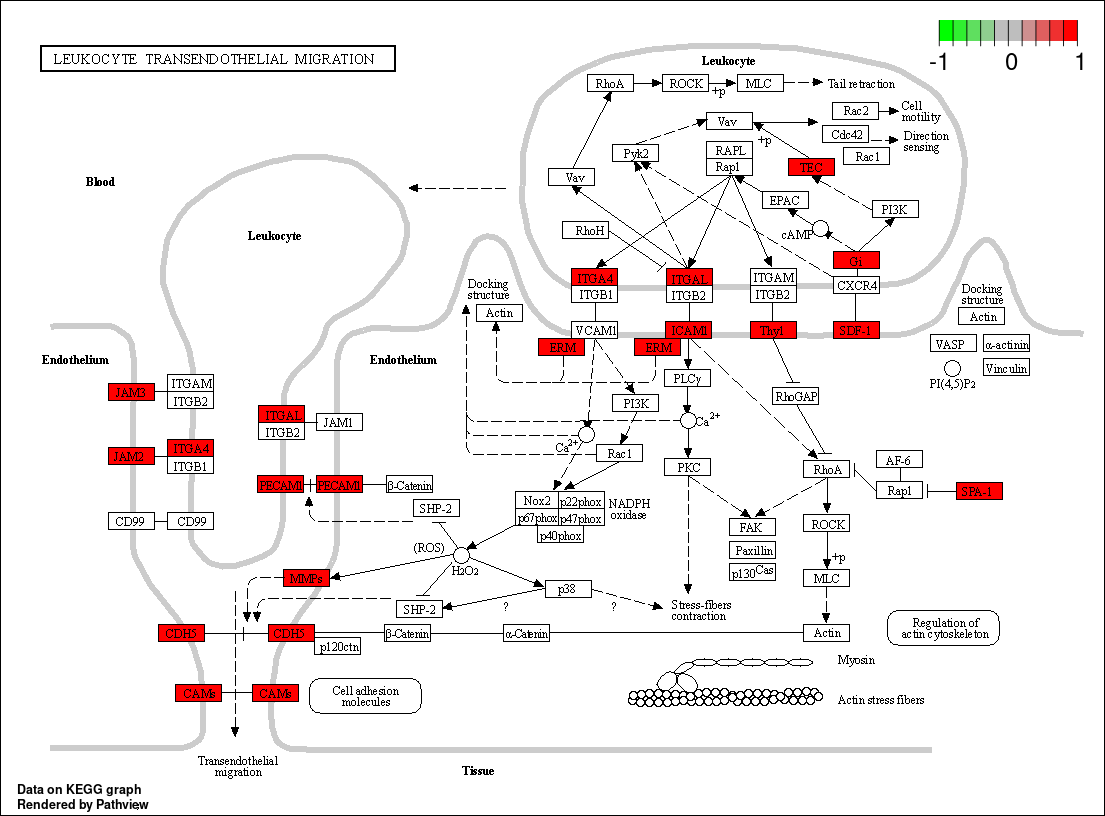 LEUKOCYTE TRANSENDOTHELIAL MIGRATION
-1 0 1
Leukocyte
RhoA
ROCK
+p
MLC
Tail retraction
Rac2
Cell
motility
Vav
+p
Cdc42
Direction
sensing
Rac1
Pyk2
RAPL
Rap1
TEC
Vav
EPAC
PI3K
cAMP
RhoH
Gi
ITGA4
ITGB1
ITGAL
ITGB2
ITGAM
ITGB2
CXCR4
Blood
Leukocyte
Docking
structure
Actin
Docking
structure
Actin
VCAM1
ICAM1
Thy1
SDF-1
ERM
ERM
VASP
α-actinin
PI(4,5)P2
Vinculin
Endothelium
Endothelium
JAM3
ITGAM
ITGB2
ITGAL
ITGB2
JAM1
JAM2
ITGA4
ITGB1
PECAM1
PECAM1
β-Catenin
CD99
CD99
PLCγ
PI3K
RhoGAP
Ca2+
Ca2+
Rac1
PKC
RhoA
AF-6
Rap1
SPA-1
SHP-2
Nox2
p22phox
p67phox
p47phox
p40phox
NADPH
oxidase
FAK
Paxillin
p130Cas
ROCK
+p
MLC
(ROS)
H2O2
MMPs
SHP-2
?
p38
?
Stress-fibers
contraction
CDH5
CDH5
p120ctn
β-Catenin
α-Catenin
Actin
Regulation of
actin cytoskeleton
CAMs
CAMs
Cell adhesion
molecules
Myosin
Actin stress fibers
Transendothelial
migration
Tissue
Data on KEGG graph
Rendered by Pathview